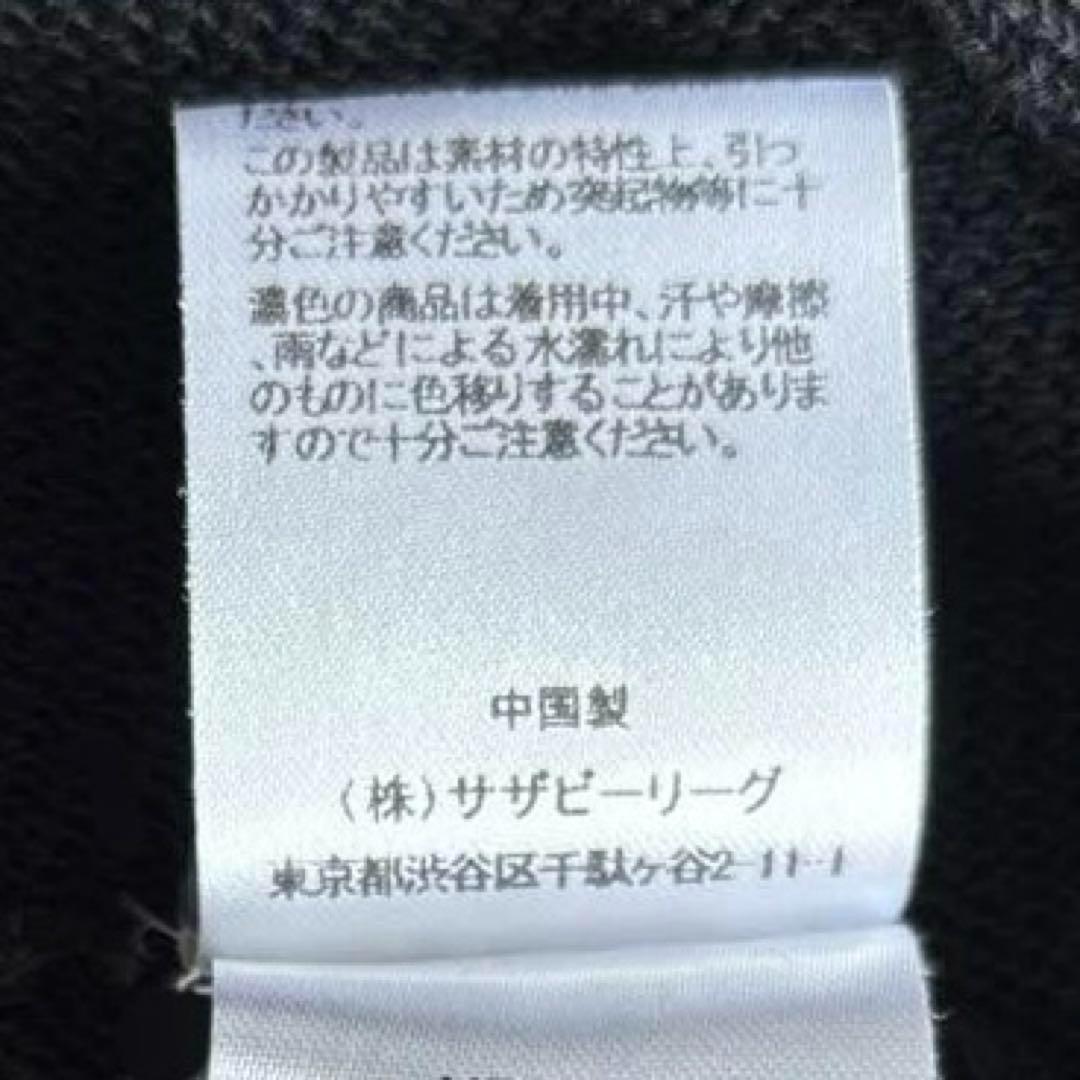 ださい。
この製品は素材の特性上、引っ
かかりやすいため突起物等に十
分ご注意ください。
濃色の商品は着用中、汗や摩擦
、雨などによる水濡れにより他
のものに色移りすることがありま
すので十分ご注意ください。
中国製
（株）サザビーリーグ
東京都渋谷区千駄ヶ谷2-11-1